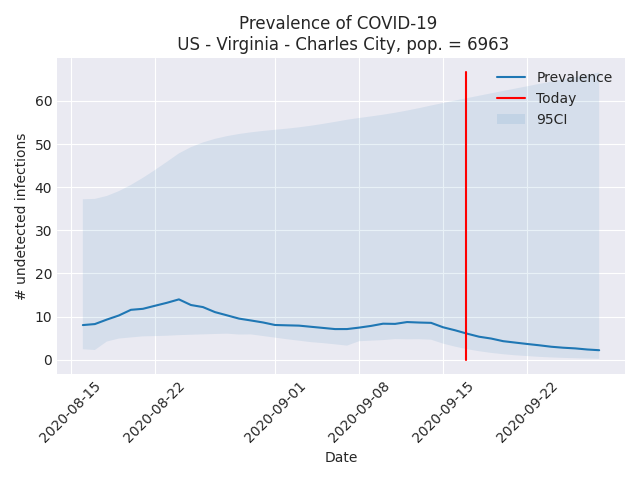 Prevalence of COVID-19
US - Virginia - Charles City, pop. = 6963
Prevalence
Today
95CI
# undetected infections
60
50
40
30
20
10
0
2020-08-15
2020-08-22
2020-09-01
2020-09-08
2020-09-15
2020-09-22
Date